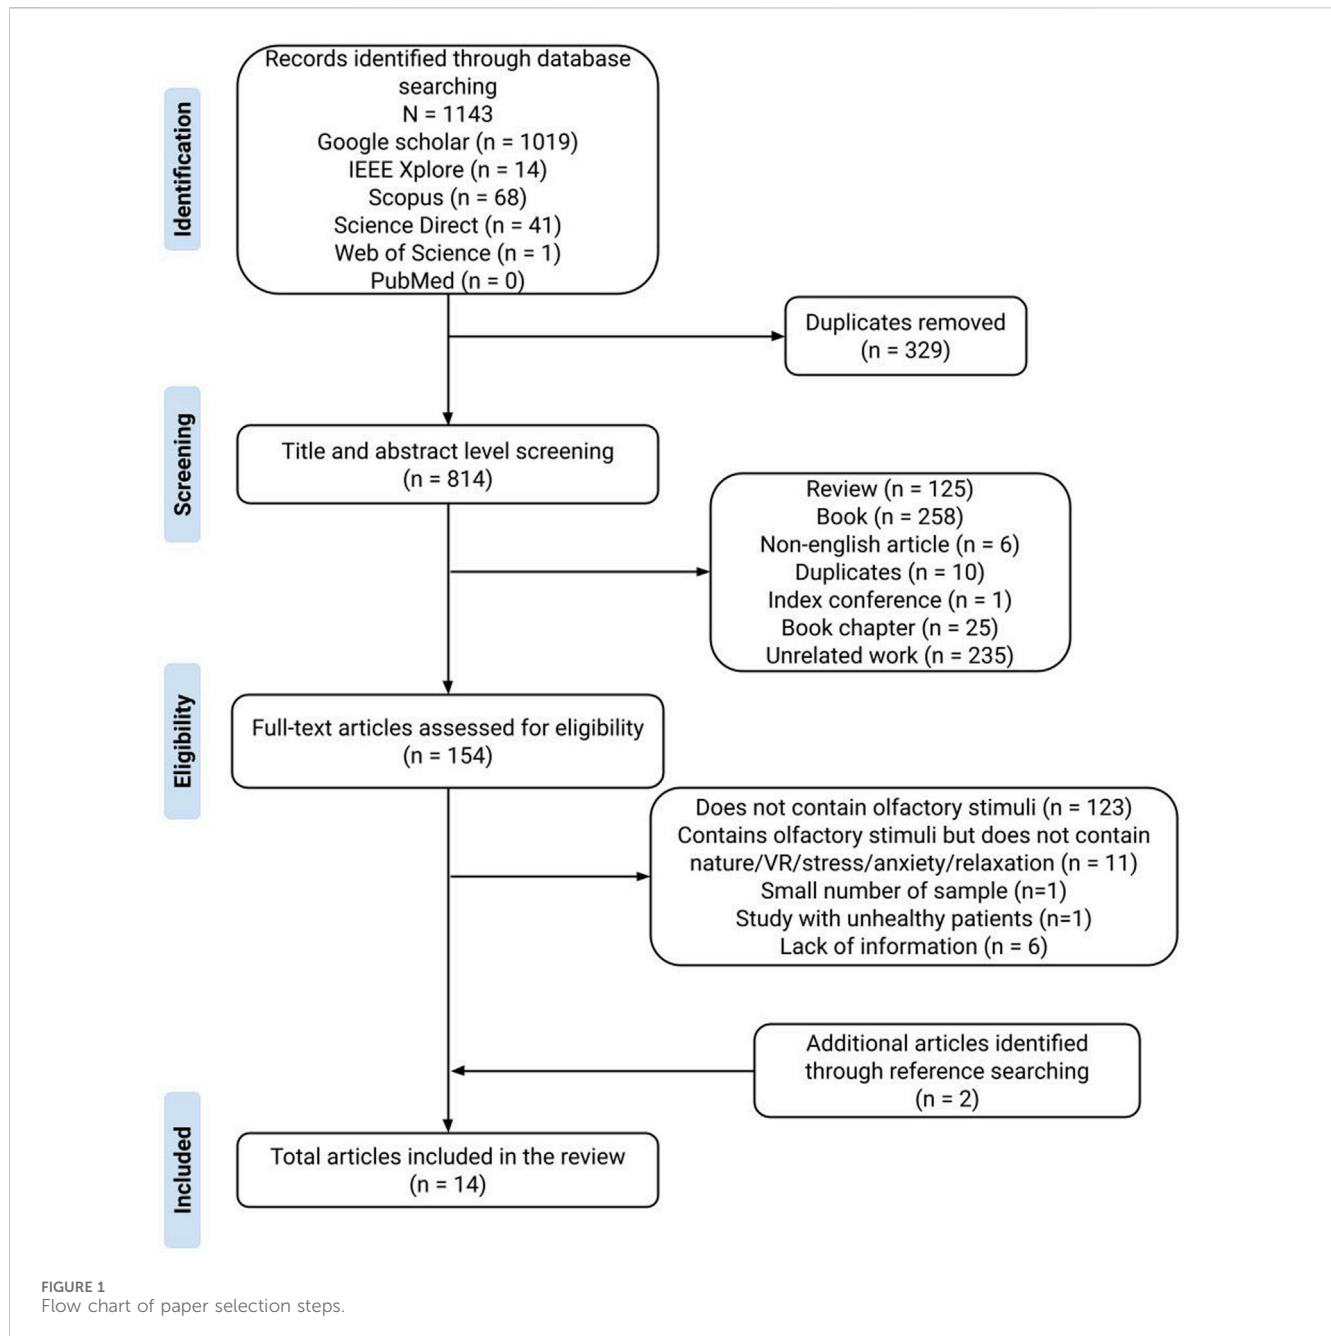 Identification
Records identified through database
searching
N = 1143
Google scholar (n = 1019)
IEEE Xplore (n = 14)
Scopus (n = 68)
Science Direct (n = 41)
Web of Science (n = 1)
PubMed (n = 0)
Duplicates removed
(n = 329)
Screening
Title and abstract level screening
(n = 814)
Review (n = 125)
Book (n = 258)
Non-english article (n = 6)
Duplicates (n = 10)
Index conference (n = 1)
Book chapter (n = 25)
Unrelated work (n = 235)
Eligibility
Full-text articles assessed for eligibility
(n = 154)
Does not contain olfactory stimuli (n = 123)
Contains olfactory stimuli but does not contain
nature/VR/stress/anxiety/relaxation (n = 11)
Small number of sample (n=1)
Study with unhealthy patients (n=1)
Lack of information (n = 6)
Additional articles identified
through reference searching
(n = 2)
Included
Total articles included in the review
(n = 14)
FIGURE 1
Flow chart of paper selection steps.